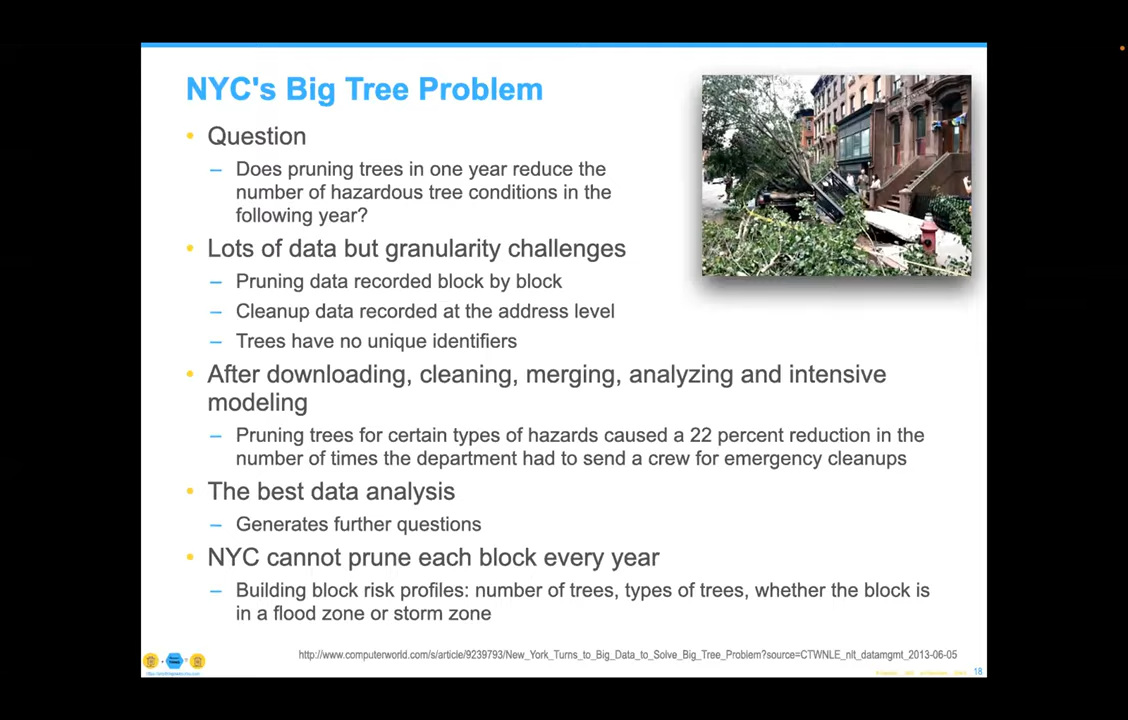 NYC's Big Tree Problem
• Question
– Does pruning trees in one year reduce the
number of hazardous tree conditions in the
following year?
• Lots of data but granularity challenges
– Pruning data recorded block by block
– Cleanup data recorded at the address level
– Trees have no unique identifiers
• After downloading, cleaning, merging, analyzing and intensive
modeling
– Pruning trees for certain types of hazards caused a 22 percent reduction in the
number of times the department had to send a crew for emergency cleanups
• The best data analysis
– Generates further questions
• NYC cannot prune each block every year
– Building block risk profiles: number of trees, types of trees, whether the block is
in a flood zone or storm zone
http://www.computerworld.com/s/article/9239793/New_York_Turns_to_Big_Data_to_Solve_Big_Tree_Problem?source=CTWNLE_nlt_datamgmt_2013-06-05
18